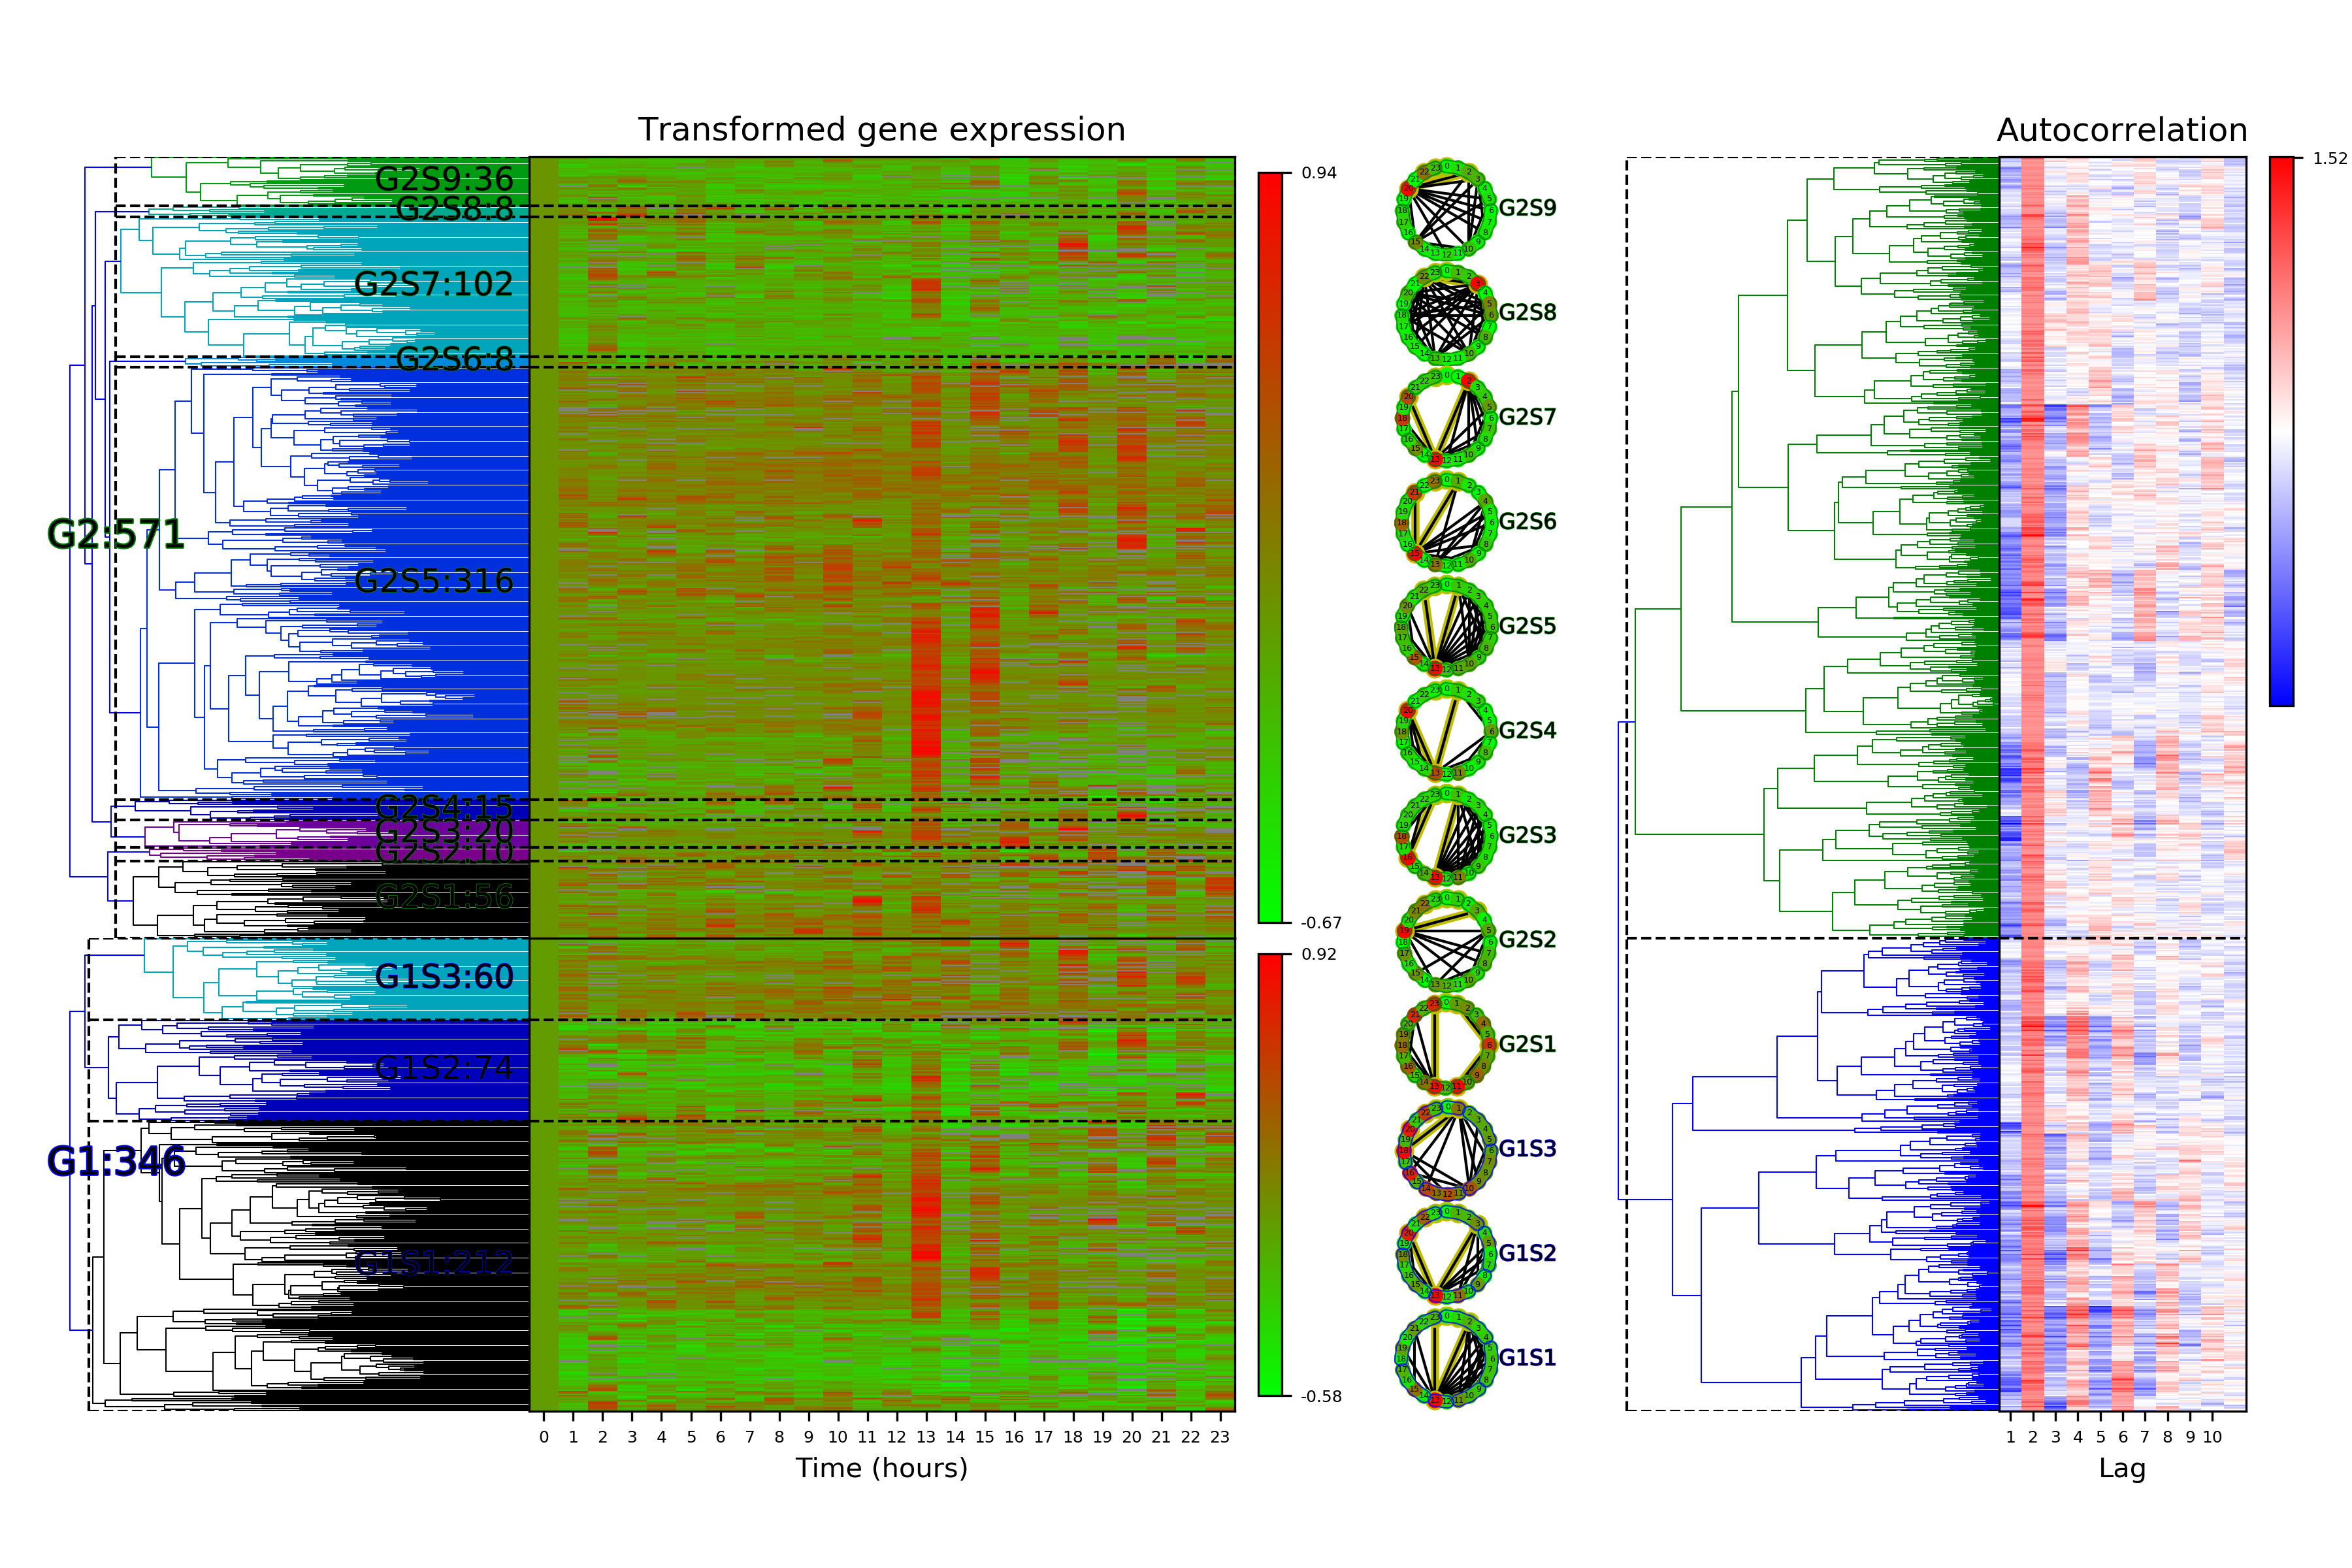 Transformed gene expression
Autocorrelation
G2S9:36
G2S8:8
G2S7:102
G2S6:8
G2:571
G2S5:316
G2S4:15
G2S3:20
G2S2:10
G2S1:56
G1S3:60
G1S2:74
G1:346
G1S1:212
0 1 2 3 4 5 6 7 8 9 10 11 12 13 14 15 16 17 18 19 20 21 22 23
Time (hours)
0.94
-0.67
0.92
-0.58
G2S9
G2S8
G2S7
G2S6
G2S5
G2S4
G2S3
G2S2
G2S1
G1S3
G1S2
G1S1
1.52
1 2 3 4 5 6 7 8 9 10
Lag